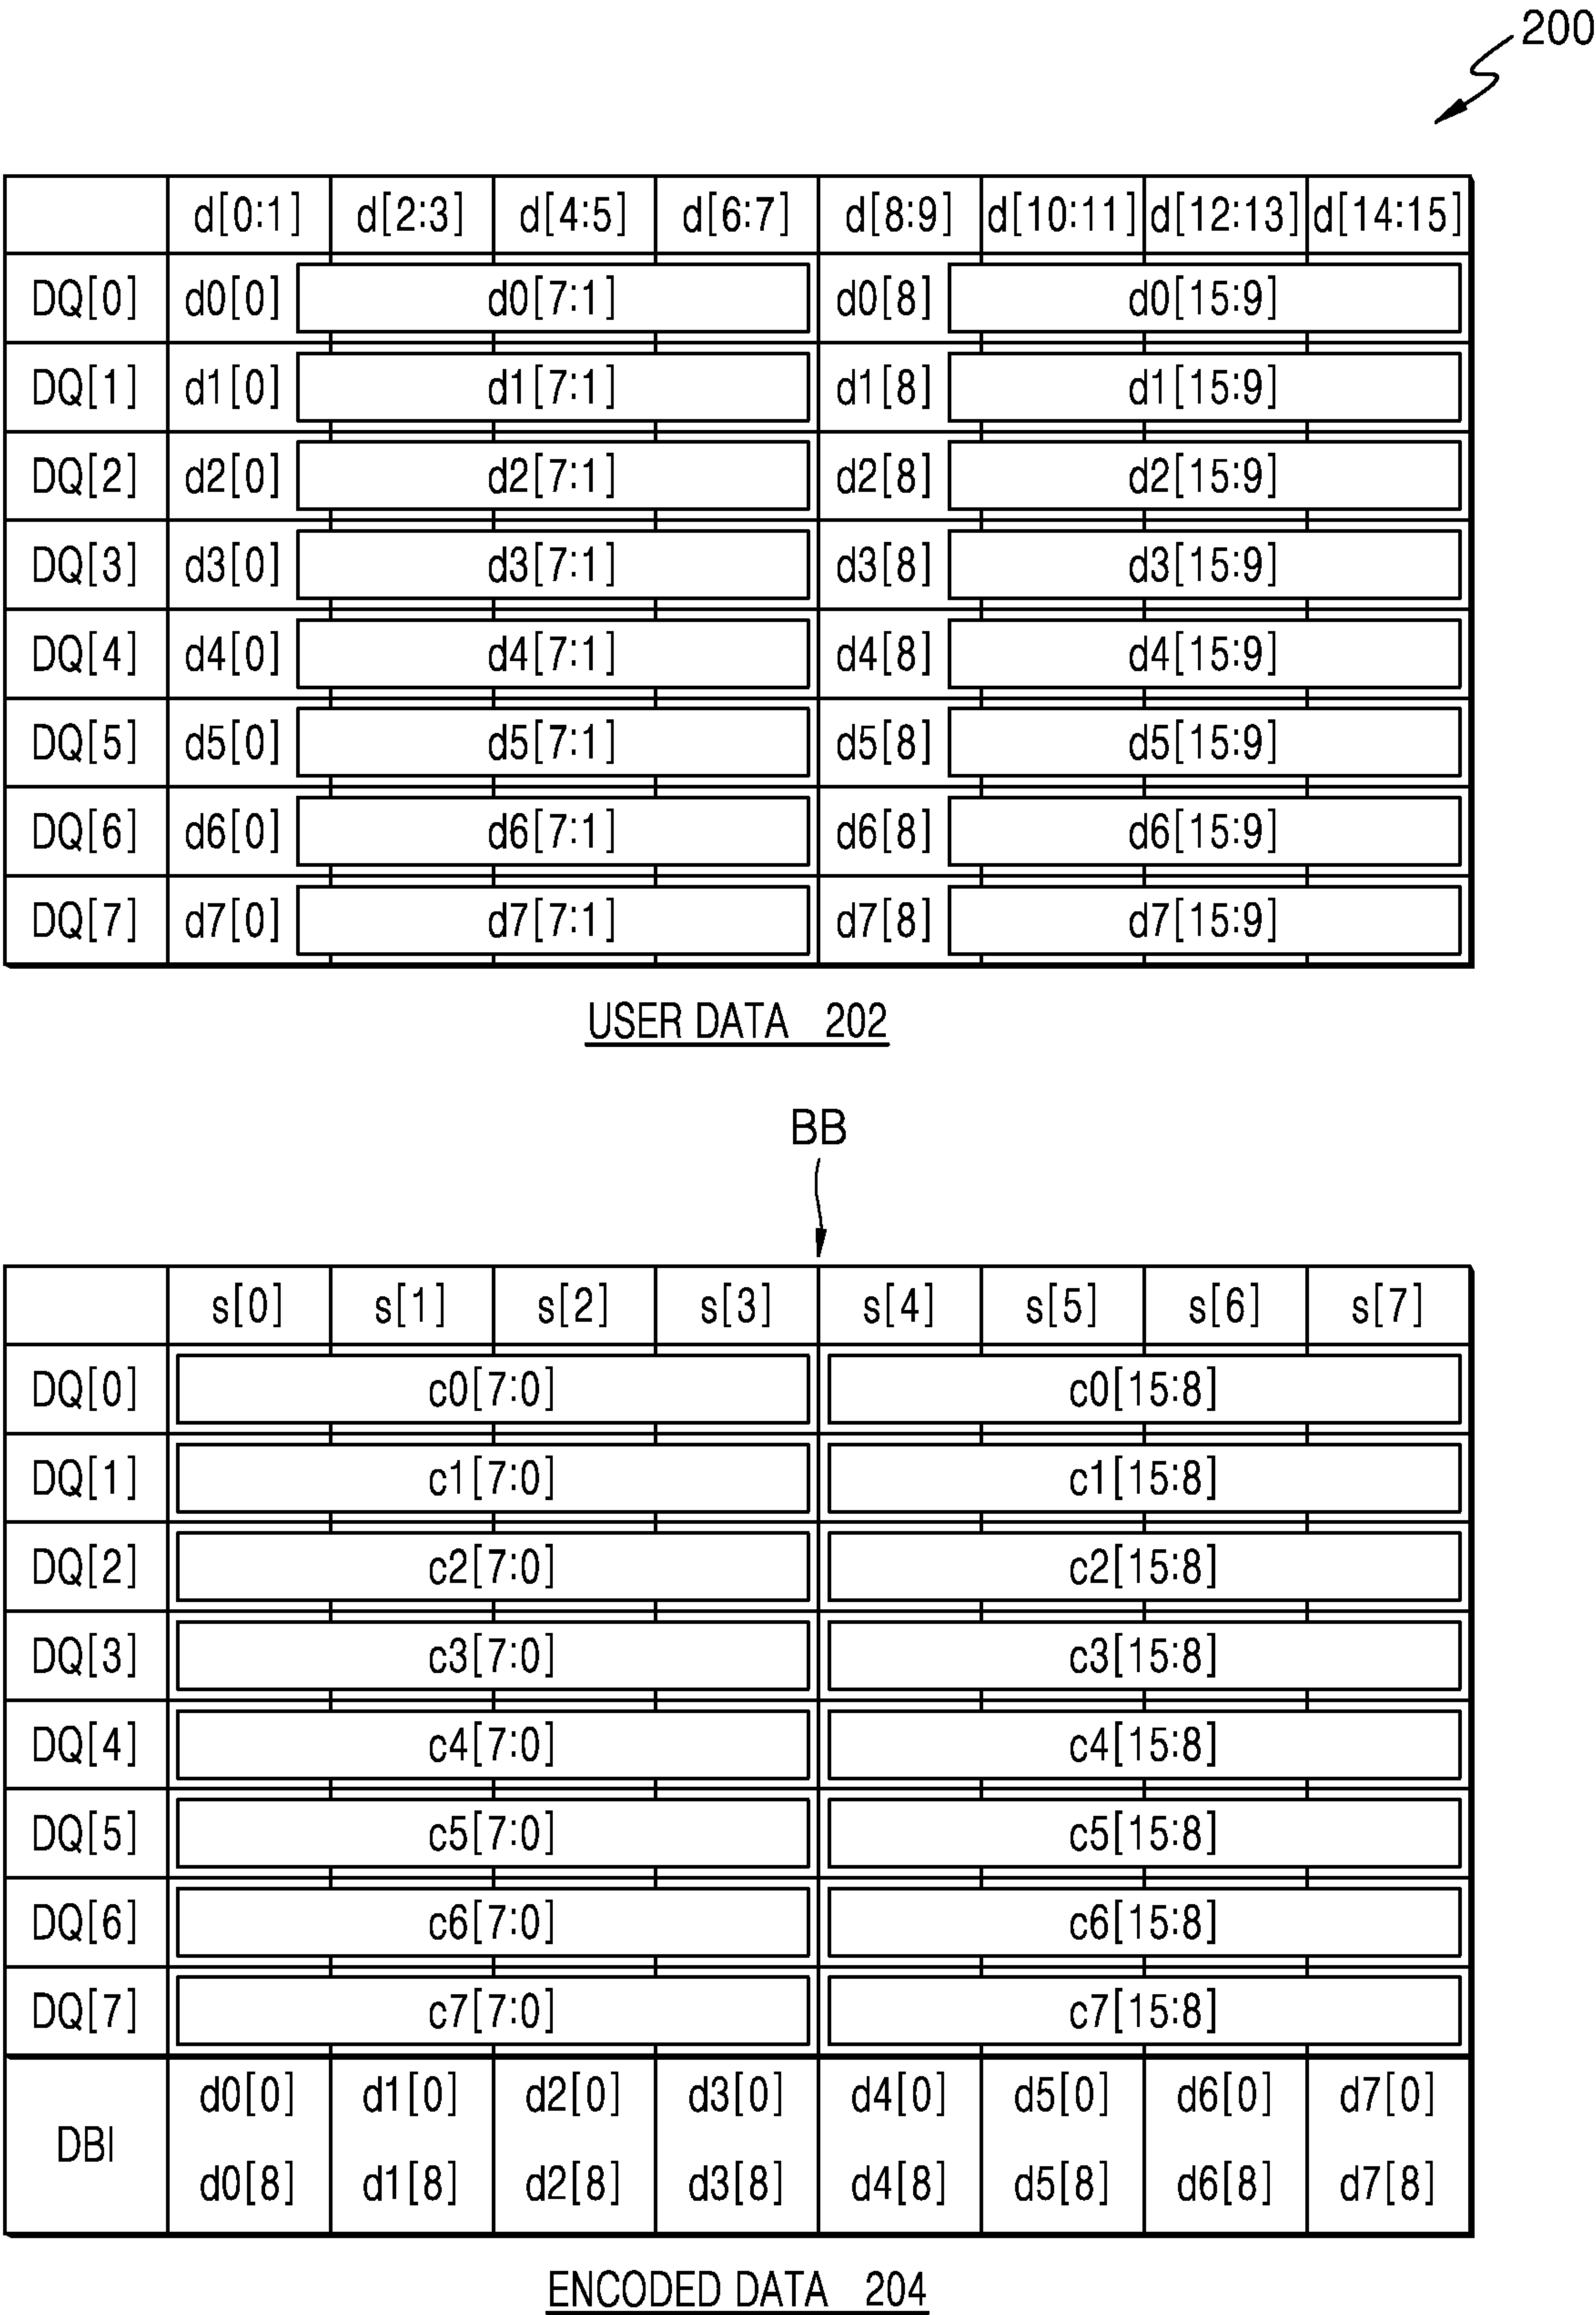 200
d[0:1] d[2:3] d[4:5] d[6:7] d[8:9] d[10:11] d[12:13] d[14:15]
DQ[0] d0[0] d0[7:1] d0[8] d0[15:9]
DQ[1] d1[0] d1[7:1] d1[8] d1[15:9]
DQ[2] d2[0] d2[7:1] d2[8] d2[15:9]
DQ[3] d3[0] d3[7:1] d3[8] d3[15:9]
DQ[4] d4[0] d4[7:1] d4[8] d4[15:9]
DQ[5] d5[0] d5[7:1] d5[8] d5[15:9]
DQ[6] d6[0] d6[7:1] d6[8] d6[15:9]
DQ[7] d7[0] d7[7:1] d7[8] d7[15:9]
USER DATA 202
BB
s[0] s[1] s[2] s[3] s[4] s[5] s[6] s[7]
DQ[0] c0[7:0] c0[15:8]
DQ[1] c1[7:0] c1[15:8]
DQ[2] c2[7:0] c2[15:8]
DQ[3] c3[7:0] c3[15:8]
DQ[4] c4[7:0] c4[15:8]
DQ[5] c5[7:0] c5[15:8]
DQ[6] c6[7:0] c6[15:8]
DQ[7] c7[7:0] c7[15:8]
d0[0] d1[0] d2[0] d3[0] d4[0] d5[0] d6[0] d7[0]
DBI
d0[8] d1[8] d2[8] d3[8] d4[8] d5[8] d6[8] d7[8]
ENCODED DATA 204